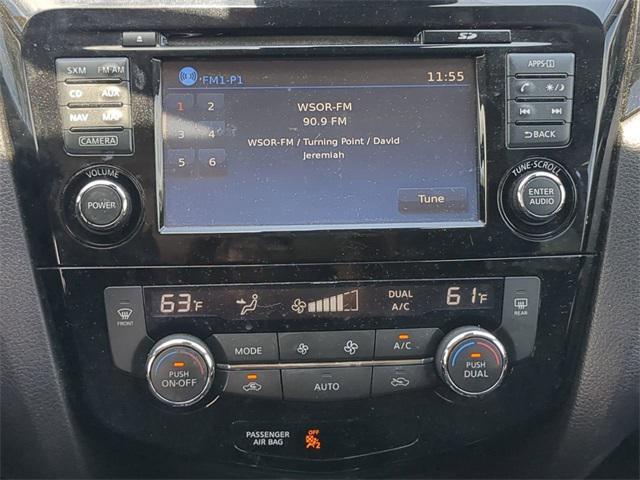 SD
SXM FM·AM
CD AUX
NAV MAP
CAMERA
VOLUME
POWER
FM1-P1
11:55
1 2
3 4
5 6
WSOR-FM
90.9 FM
WSOR-FM / Turning Point / David
Jeremiah
Tune
APPS
BACK
TUNE·SCROLL
ENTER
AUDIO
FRONT
63°F
DUAL
A/C
61°F
REAR
PUSH
ON·OFF
MODE
A/C
AUTO
PUSH
DUAL
PASSENGER
AIR BAG
OFF
2